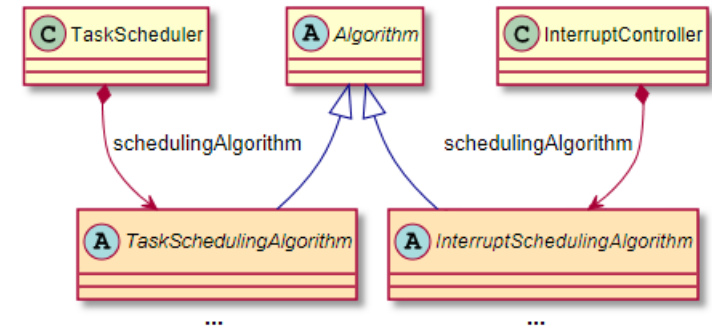 C TaskScheduler
A Algorithm
C InterruptController
schedulingAlgorithm
schedulingAlgorithm
A TaskSchedulingAlgorithm
A InterruptSchedulingAlgorithm
...
...